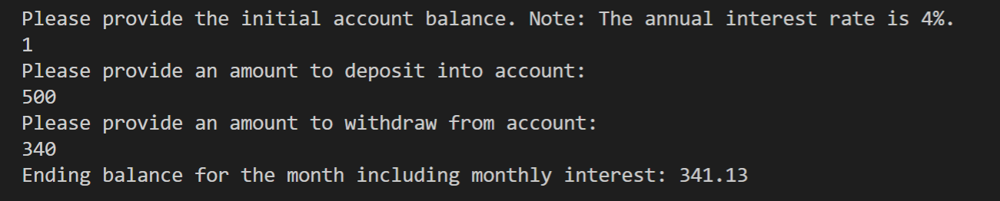 Please provide the initial account balance. Note: The annual interest rate is 4%.
1
Please provide an amount to deposit into account:
500
Please provide an amount to withdraw from account:
340
Ending balance for the month including monthly interest: 341.13